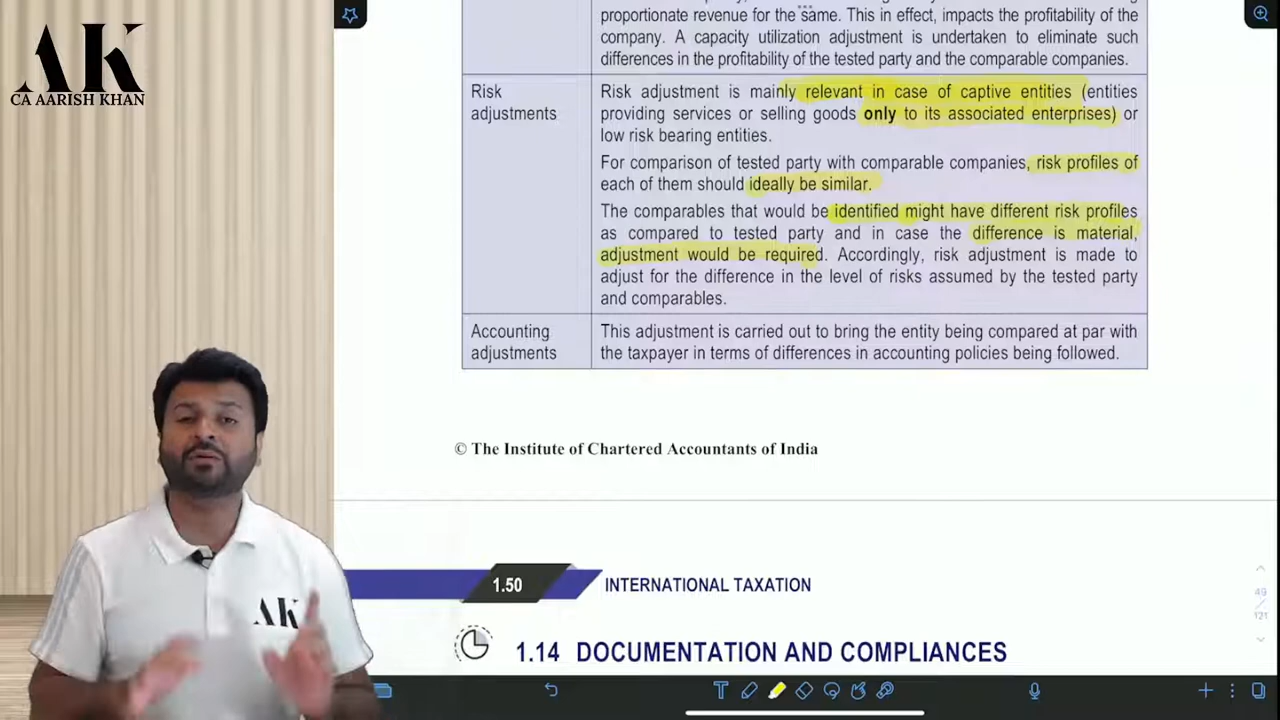 AK
CA AARISH KHAN
proportionate revenue for the same. This in effect, impacts the profitability of the
company. A capacity utilization adjustment is undertaken to eliminate such
differences in the profitability of the tested party and the comparable companies.
Risk
adjustments
Risk adjustment is mainly relevant in case of captive entities (entities
providing services or selling goods only to its associated enterprises) or
low risk bearing entities.
For comparison of tested party with comparable companies, risk profiles of
each of them should ideally be similar.
The comparables that would be identified might have different risk profiles
as compared to tested party and in case the difference is material,
adjustment would be required. Accordingly, risk adjustment is made to
adjust for the difference in the level of risks assumed by the tested party
and comparables.
Accounting
adjustments
This adjustment is carried out to bring the entity being compared at par with
the taxpayer in terms of differences in accounting policies being followed.
© The Institute of Chartered Accountants of India
1.50
INTERNATIONAL TAXATION
49
121
1.14 DOCUMENTATION AND COMPLIANCES
AK
T